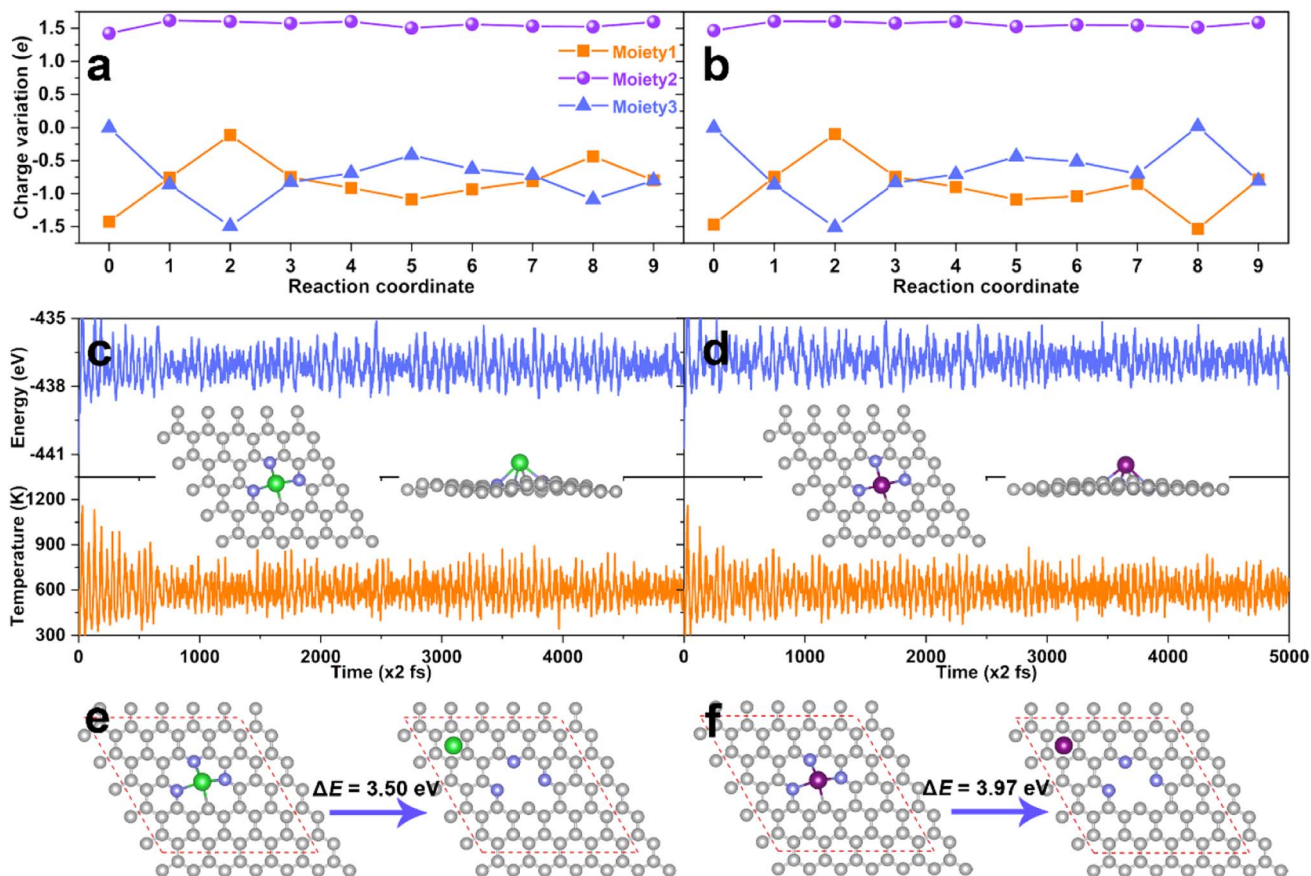 a
b
Charge variation (e)
1.5
1.0
0.5
0.0
-0.5
-1.0
-1.5
Moiety1
Moiety2
Moiety3
0 1 2 3 4 5 6 7 8 9
0 1 2 3 4 5 6 7 8 9
Reaction coordinate
Reaction coordinate
c
d
Energy (eV)
-435
-438
-441
Temperature (K)
1200
900
600
300
0 1000 2000 3000 4000
0 1000 2000 3000 4000 5000
Time (x2 fs)
Time (x2 fs)
e
ΔE = 3.50 eV
f
ΔE = 3.97 eV